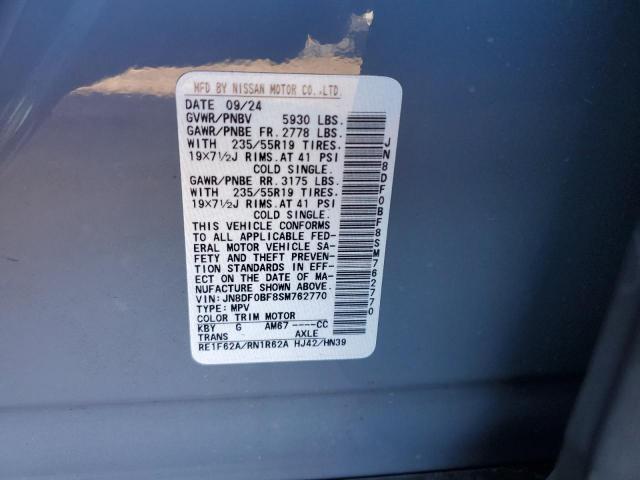 MFD BY NISSAN MOTOR CO.,LTD.
DATE 09/24
GVWR/PNBV 5930 LBS.
GAWR/PNBE FR. 2778 LBS.
WITH 235/55R19 TIRES.
19X7½J RIMS. AT 41 PSI
COLD SINGLE.
GAWR/PNBE RR. 3175 LBS.
WITH 235/55R19 TIRES.
19X7½J RIMS. AT 41 PSI
COLD SINGLE.
THIS VEHICLE CONFORMS
TO ALL APPLICABLE FED-
ERAL MOTOR VEHICLE SA-
FETY AND THEFT PREVEN-
TION STANDARDS IN EFF-
ECT ON THE DATE OF MA-
NUFACTURE SHOWN ABOVE.
VIN: JN8DF0BF8SM762770
TYPE: MPV
COLOR TRIM MOTOR
KBY G AM67 ----CC
TRANS AXLE
RE1F62A/RN1R62A HJ42/HN39
JN8DF0BF8SM762770